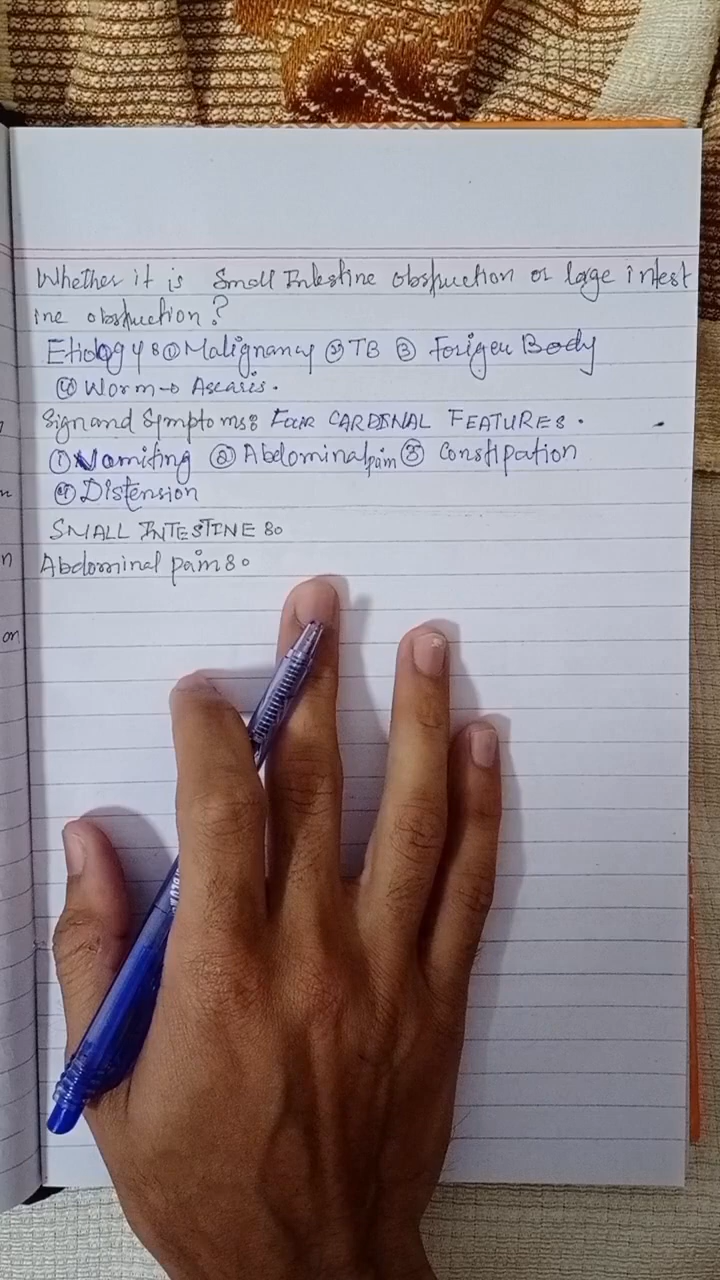 Whether it is Small Intestine obstruction or large intest
ine obstruction?
Etiology: ① Malignancy ② TB ③ Forigen Body
④ Worm → Ascaris.
Sign and Symptoms: FOUR CARDINAL FEATURES.
① Vomiting ② Abdominal pain ③ Constipation
④ Distension
SMALL INTESTINE:
Abdominal pain:
on